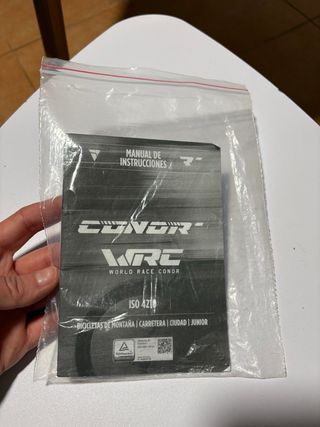 MANUAL DE
INSTRUCCIONES
CONOR
WRC
WORLD RACE CONOR
ISO 4210
BICICLETAS DE MONTAÑA | CARRETERA | CIUDAD | JUNIOR